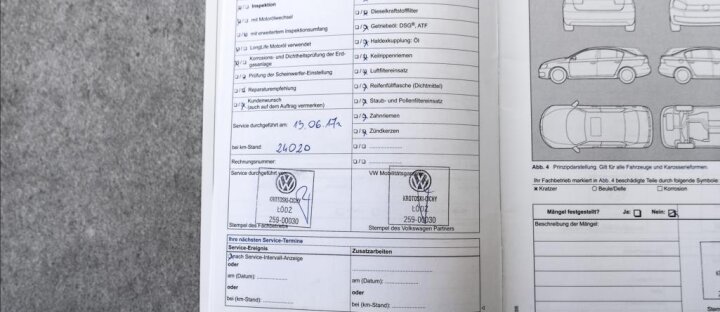 Inspektion
mit Motorölwechsel
mit erweitertem Inspektionsumfang
LongLife Motoröl verwendet
Korrosions- und Dichtheitsprüfung der Erd-
gasanlage
Prüfung der Scheinwerfer-Einstellung
Reparaturempfehlung
Kundenwunsch
(auch auf dem Auftrag vermerken)
Service durchgeführt am: 13.06.17
bei km-Stand: 24020
Rechnungsnummer:
Service durchgeführt von:
KROTOSKI-CICHY
ŁÓDŹ
259-00030
Stempel des Fachbetriebs
Dieselkraftstofffilter
Getriebeöl: DSG®, ATF
Haldexkupplung: Öl
Keilrippenriemen
Luftfiltereinsatz
Reifenfüllflasche (Dichtmittel)
Staub- und Pollenfiltereinsatz
Zahnriemen
Zündkerzen
VW
KROTOSKI-CICHY
ŁÓDŹ
259-00030
Stempel des Volkswagen Partners
Ihre nächsten Service-Termine
Service-Ereignis
Zusatzarbeiten
nach Service-Intervall-Anzeige
oder
am (Datum):
oder
bei (km-Stand):
am (Datum):
oder
bei (km-Stand):
Abb. 4 Prinzipdarstellung. Gilt für alle Fahrzeuge und Karosserieformen.
Ihr Fachbetrieb markiert in Abb. 4 beschädigte Teile durch folgende Symbole
x Kratzer O Beule/Delle □ Korrosion
Mängel festgestellt? Ja: Nein:
Beschreibung der Mängel: